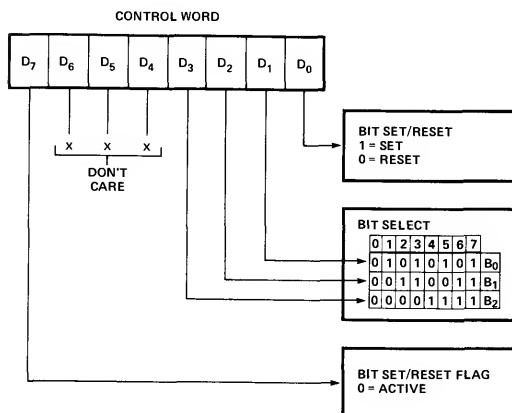 CONTROL WORD
D7 D6 D5 D4 D3 D2 D1 D0
X X X
DON'T
CARE
BIT SET/RESET
1 = SET
0 = RESET
BIT SELECT
0 1 2 3 4 5 6 7
0 1 0 1 0 1 0 1 B0
0 0 1 1 0 0 1 1 B1
0 0 0 0 1 1 1 1 B2
BIT SET/RESET FLAG
0 = ACTIVE